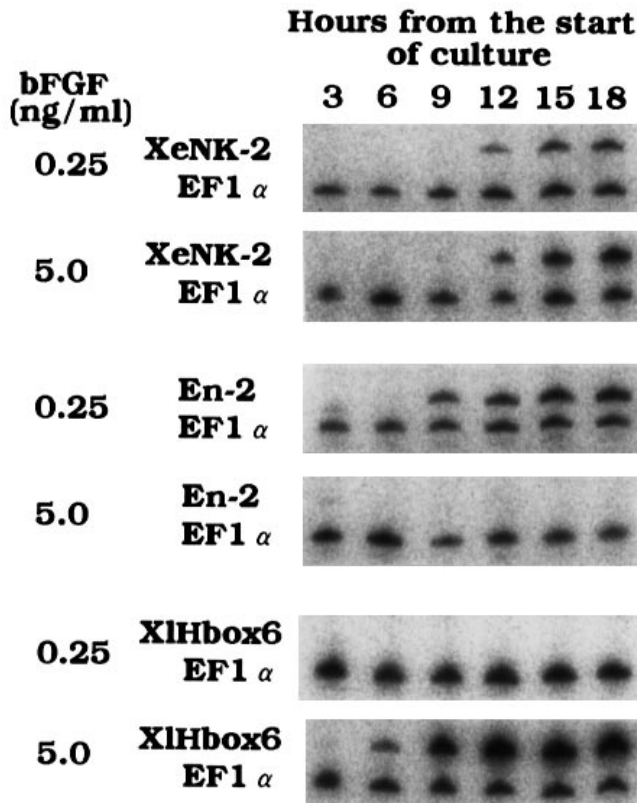 Hours from the start
of culture
bFGF
(ng/ml)
3 6 9 12 15 18
0.25 XeNK-2
EF1 α
5.0 XeNK-2
EF1 α
0.25 En-2
EF1 α
5.0 En-2
EF1 α
0.25 XlHbox6
EF1 α
5.0 XlHbox6
EF1 α